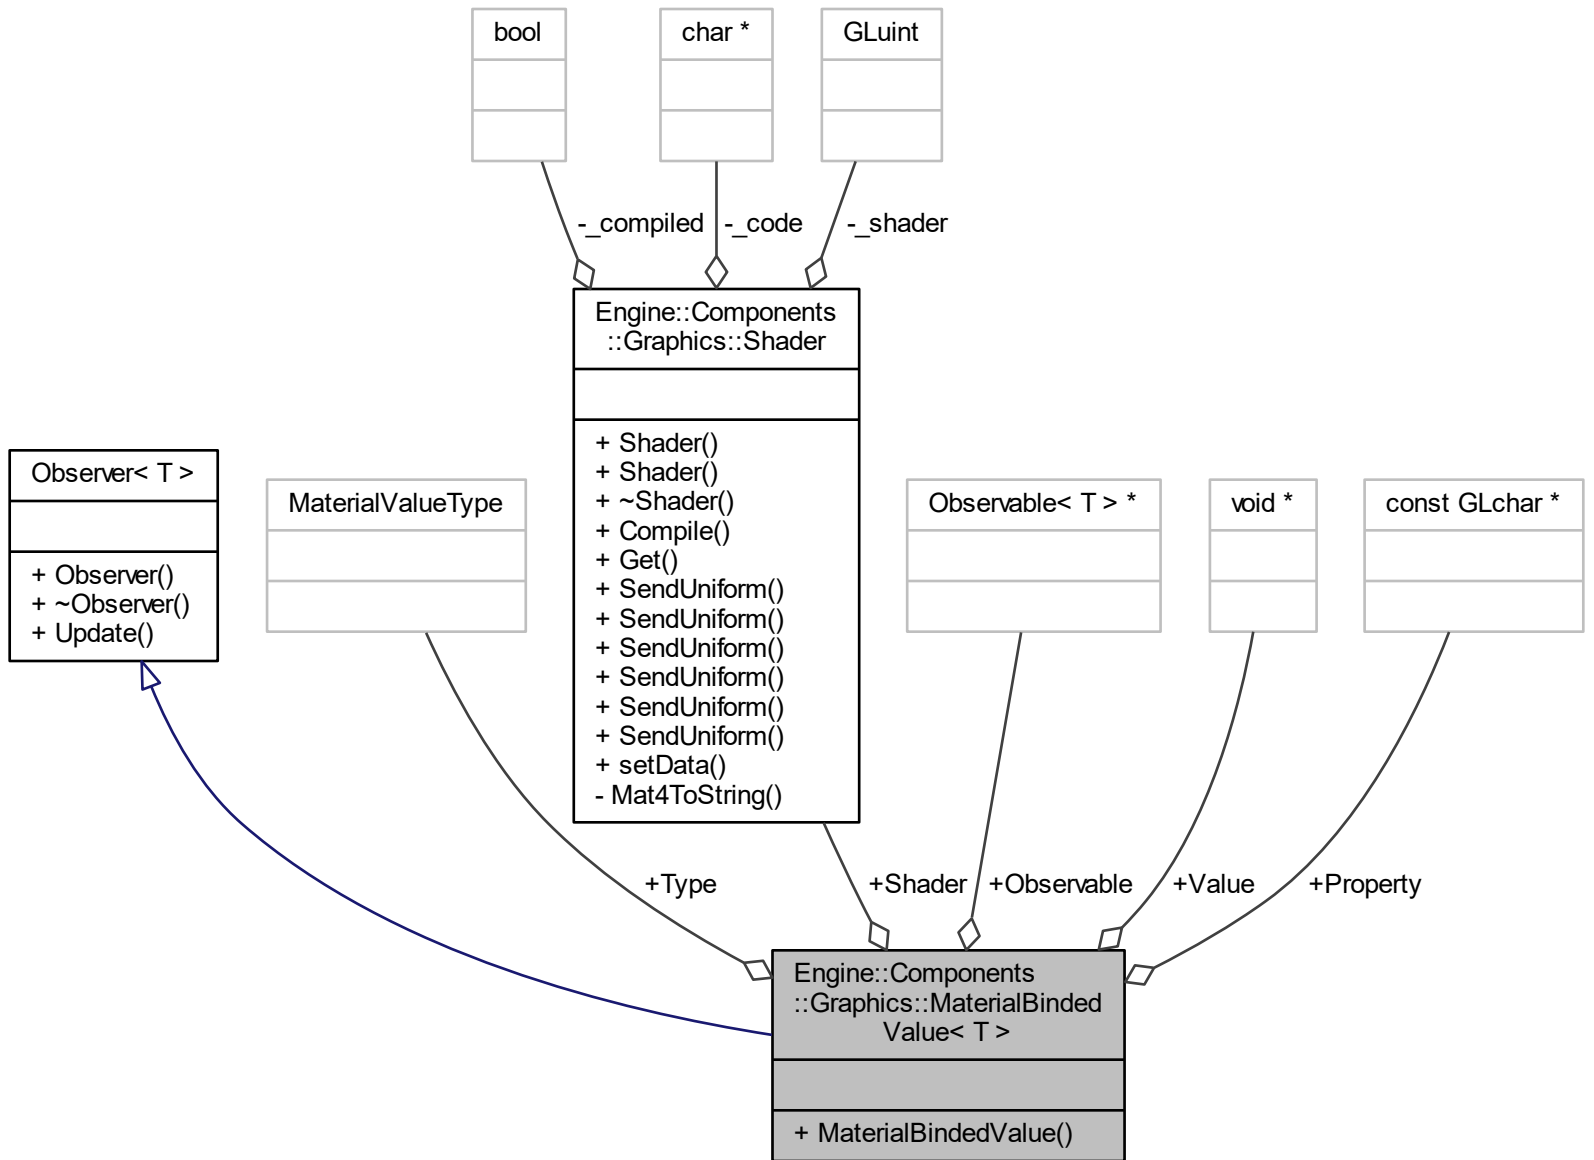 bool
char *
GLuint
-_compiled
-_code
-_shader
Engine::Components
::Graphics::Shader
+ Shader()
+ Shader()
+ ~Shader()
+ Compile()
+ Get()
+ SendUniform()
+ SendUniform()
+ SendUniform()
+ SendUniform()
+ SendUniform()
+ SendUniform()
+ setData()
- Mat4ToString()
Observer< T >
+ Observer()
+ ~Observer()
+ Update()
MaterialValueType
Observable< T > *
void *
const GLchar *
+Type
+Shader
+Observable
+Value
+Property
Engine::Components
::Graphics::MaterialBinded
Value< T >
+ MaterialBindedValue()